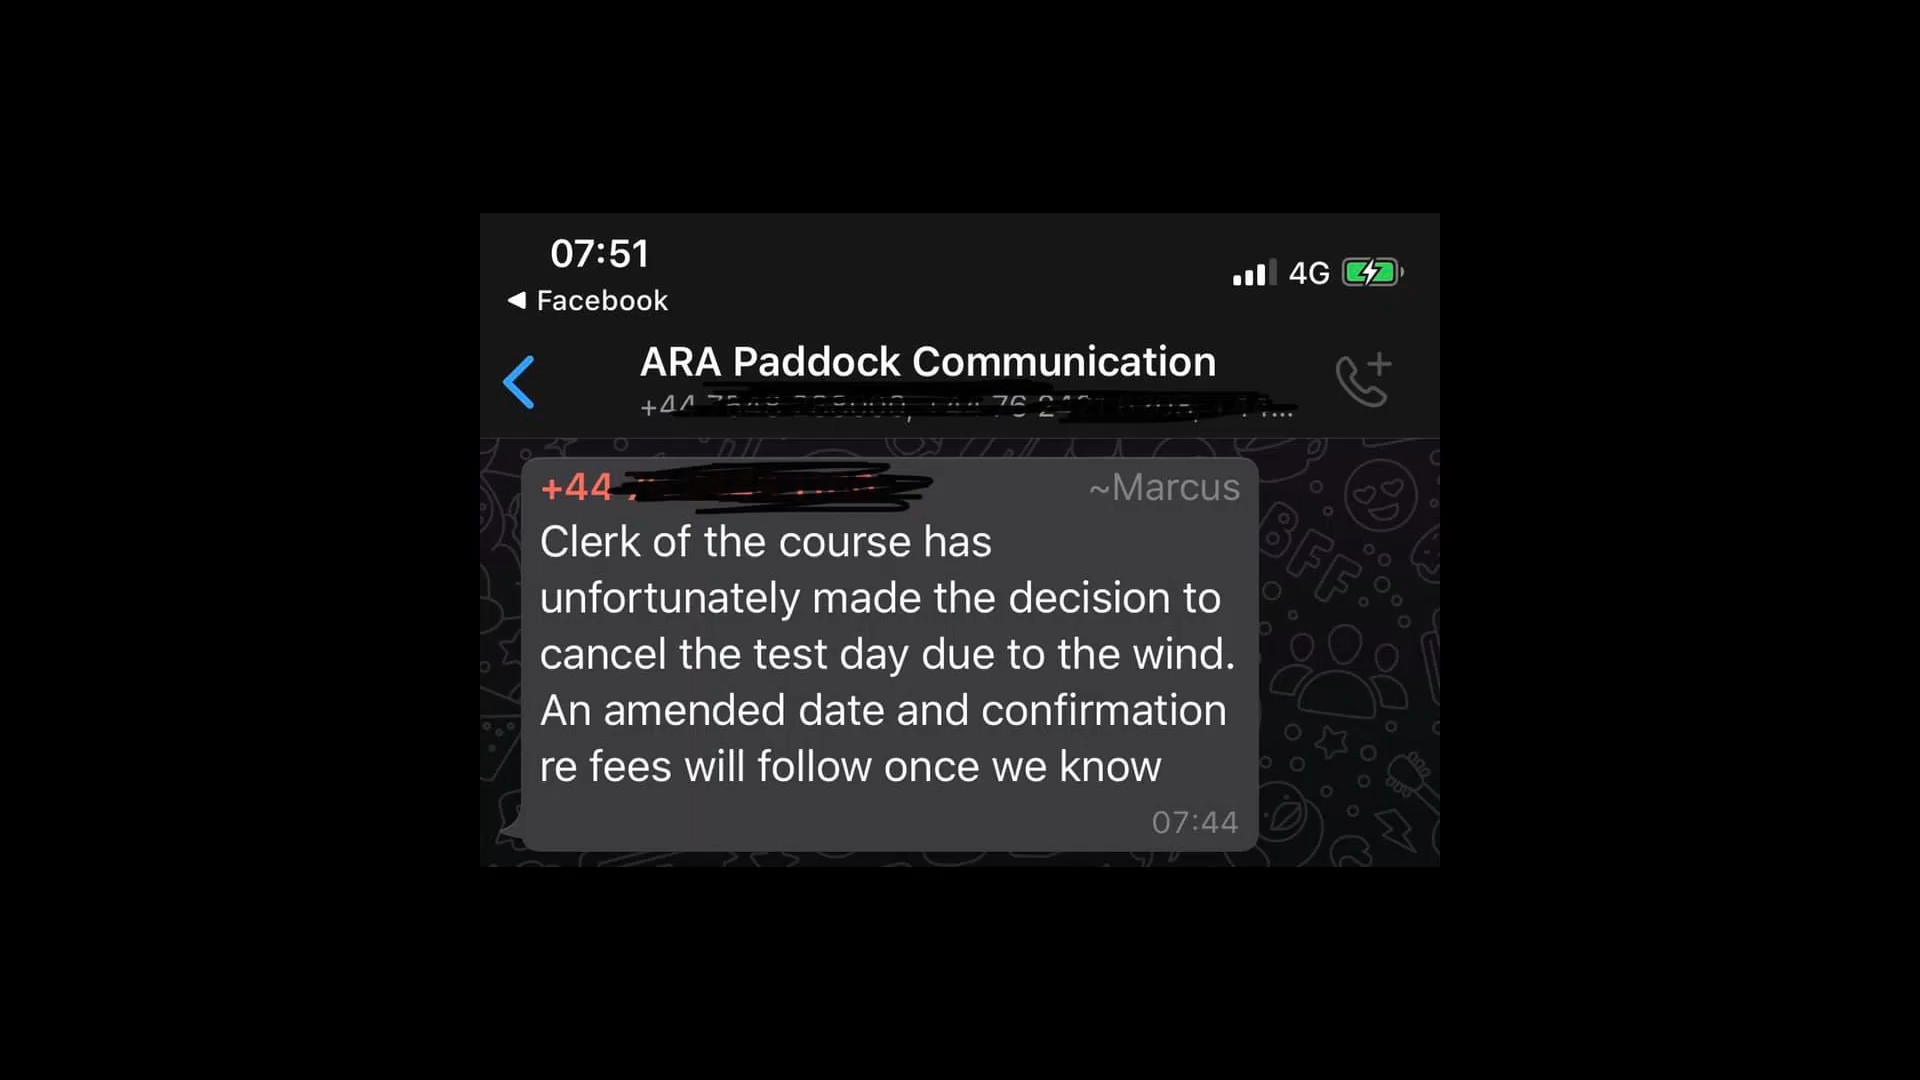 07:51
4G
◀ Facebook
ARA Paddock Communication
+44
+44 ~Marcus
Clerk of the course has
unfortunately made the decision to
cancel the test day due to the wind.
An amended date and confirmation
re fees will follow once we know
07:44
BFF